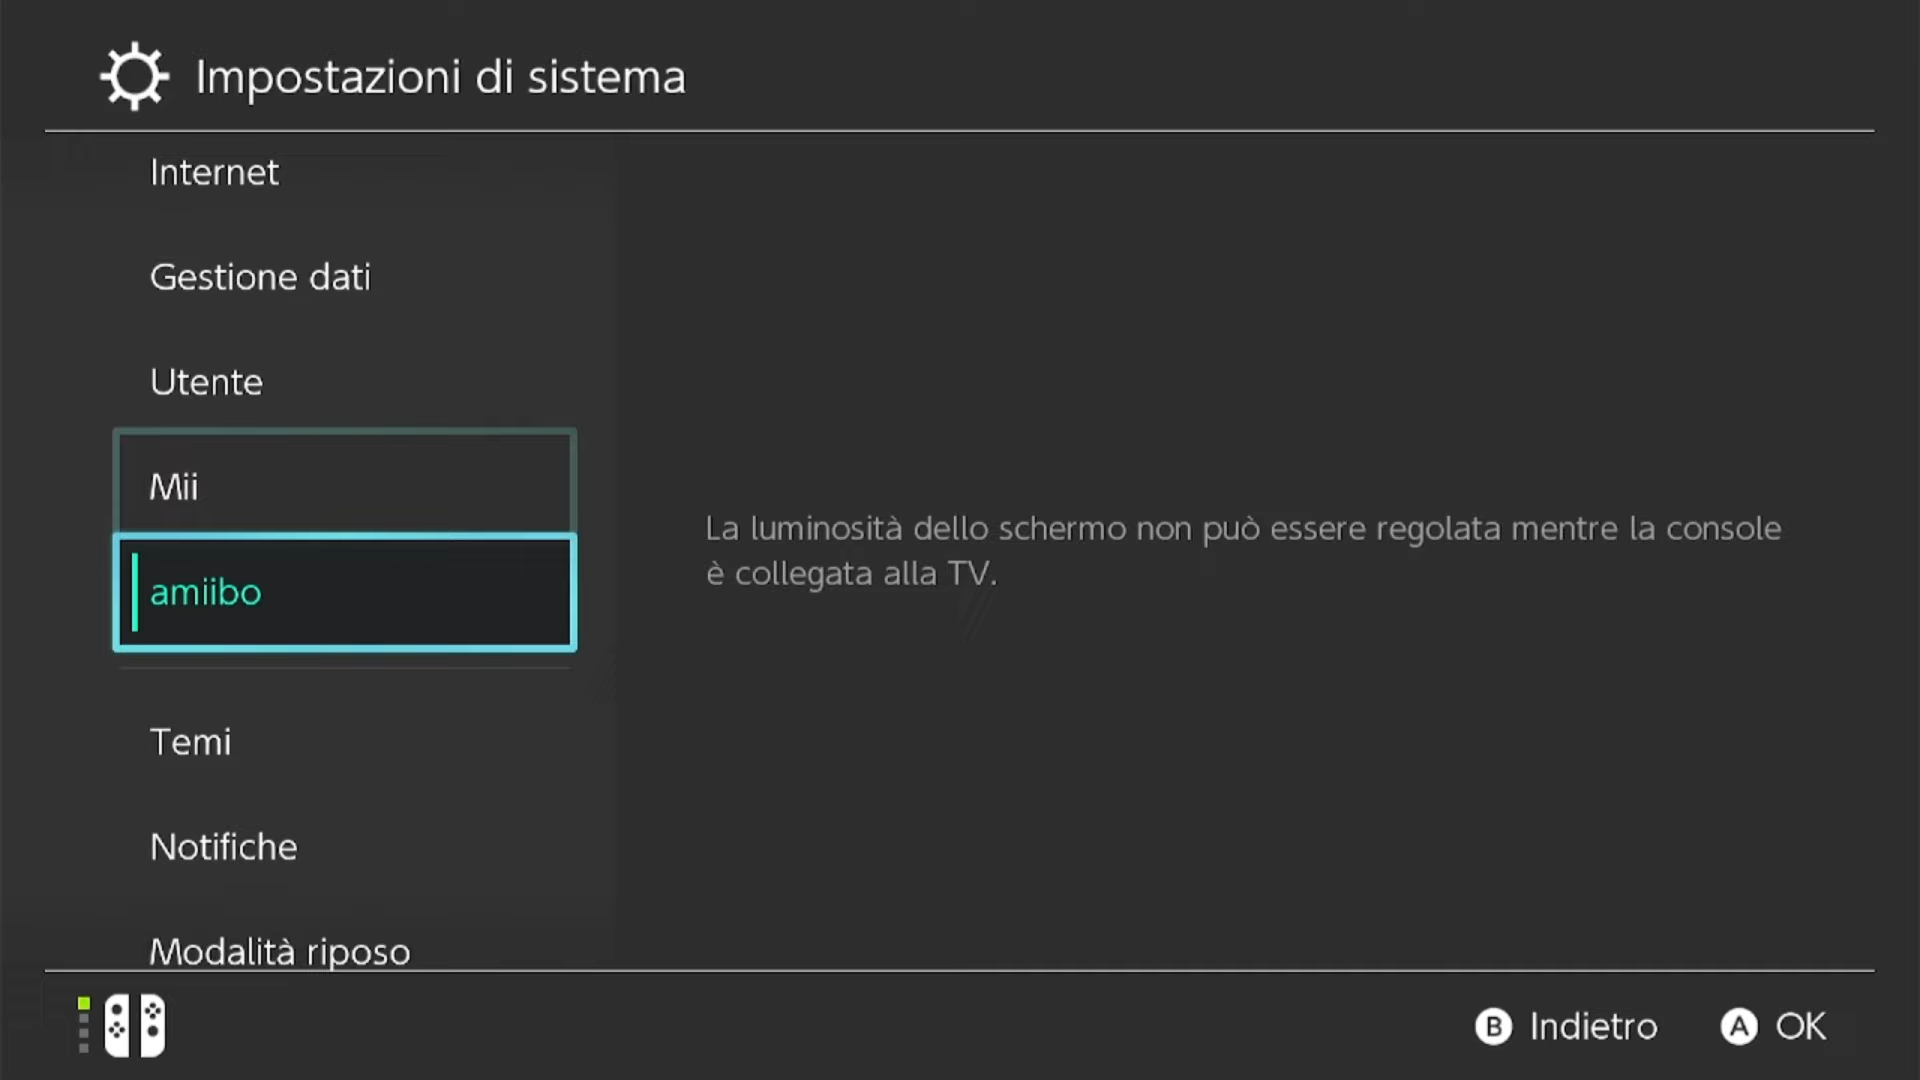 Impostazioni di sistema
Internet
Gestione dati
Utente
Mii
amiibo
Temi
Notifiche
Modalità riposo
La luminosità dello schermo non può essere regolata mentre la console
è collegata alla TV.
B Indietro
A OK